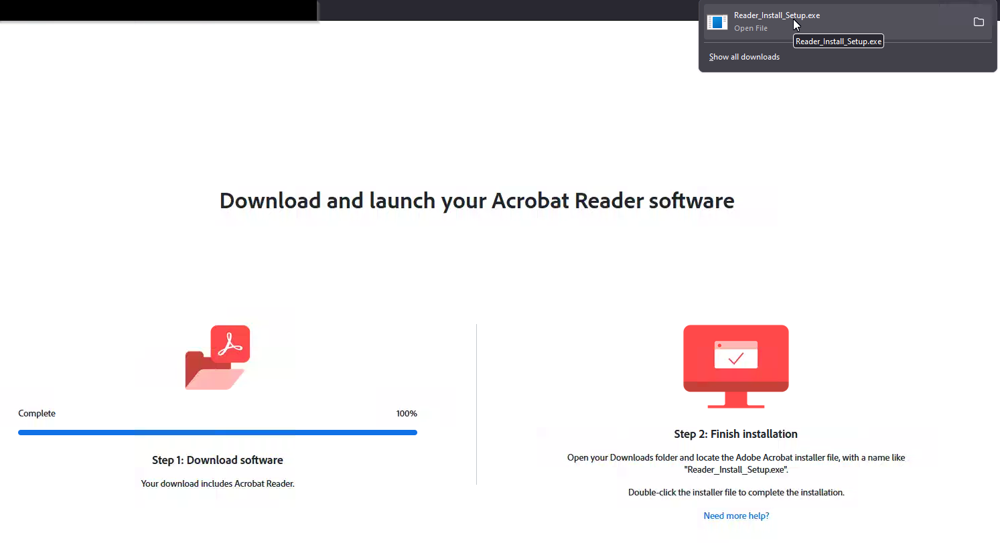 Reader_Install_Setup.exe
Open File
Reader_Install_Setup.exe
Show all downloads
Download and launch your Acrobat Reader software
Complete
100%
Step 1: Download software
Your download includes Acrobat Reader.
Step 2: Finish installation
Open your Downloads folder and locate the Adobe Acrobat installer file, with a name like
"Reader_Install_Setup.exe".
Double-click the installer file to complete the installation.
Need more help?